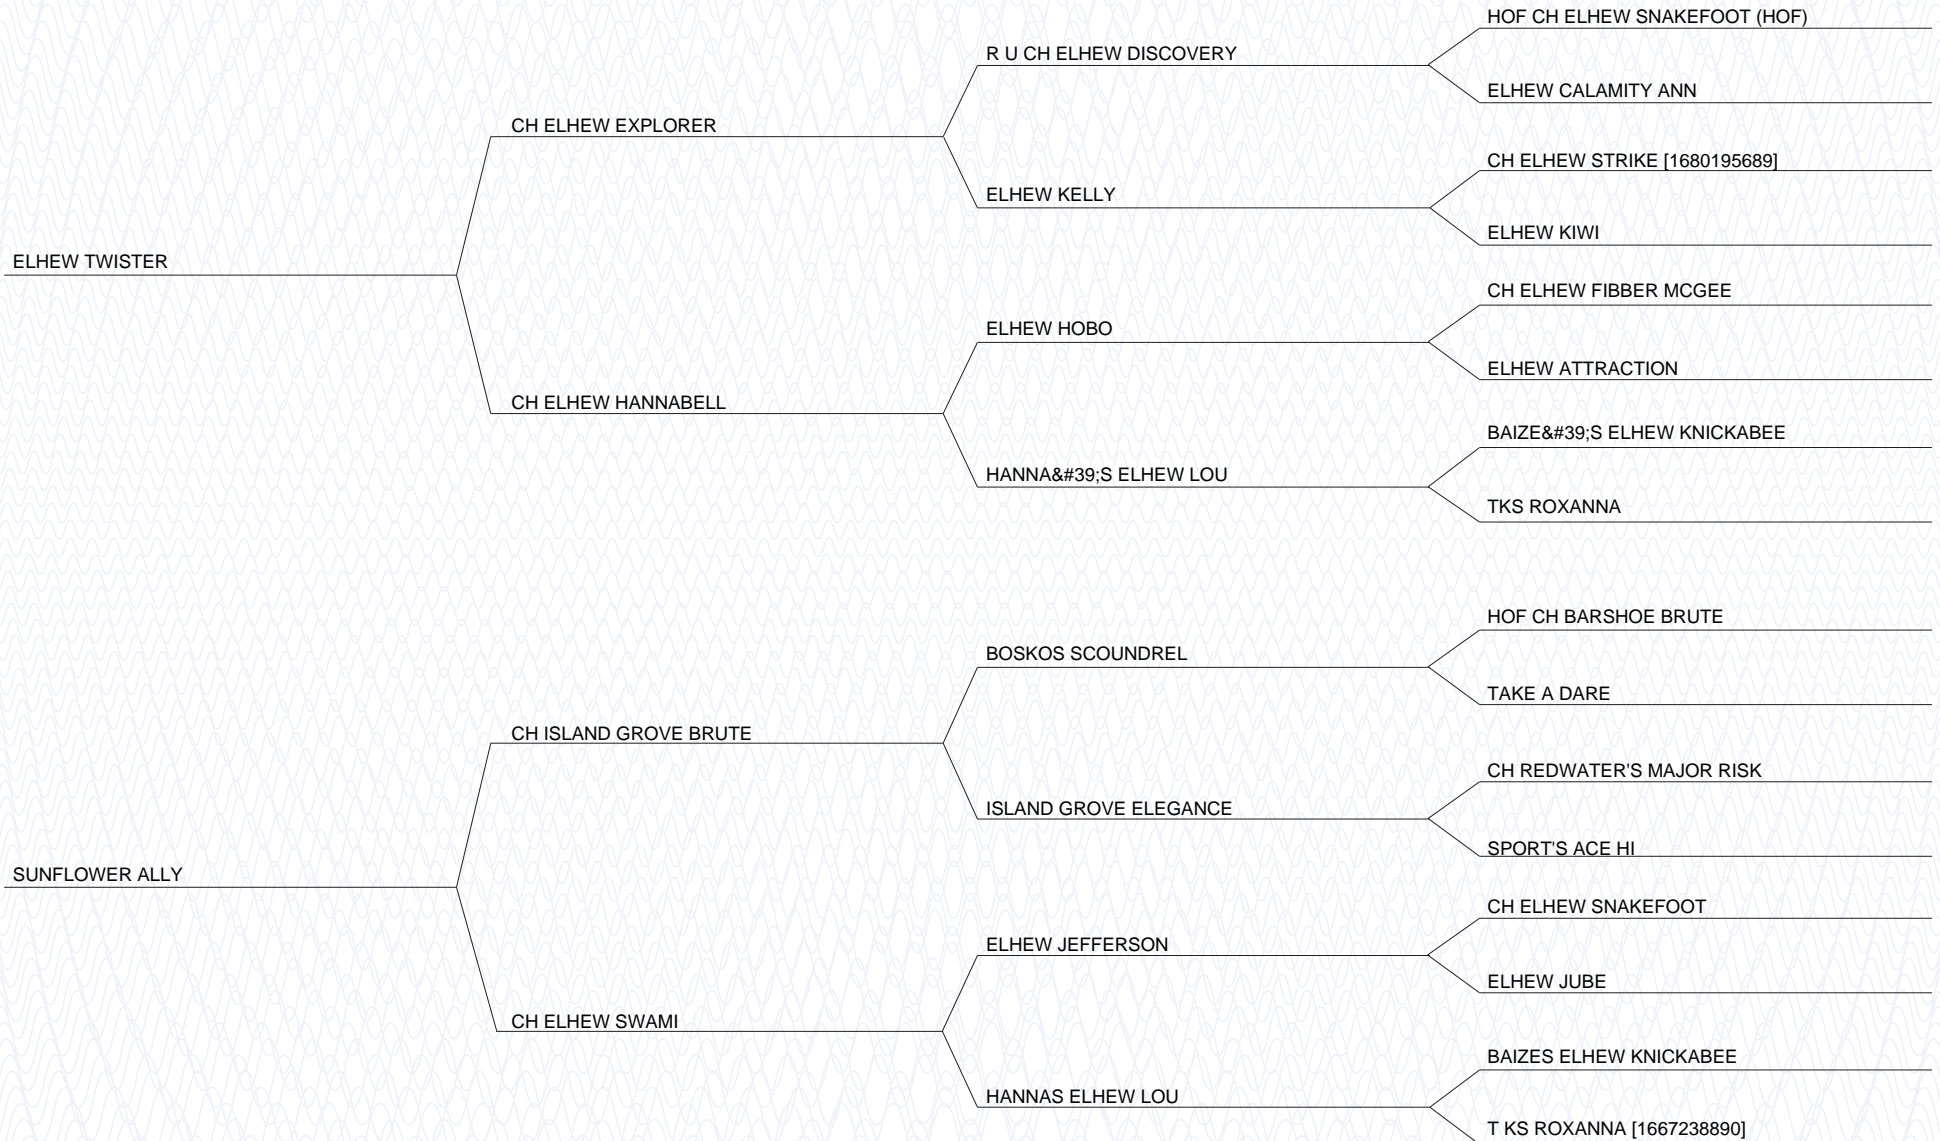 HOF CH ELHEW SNAKEFOOT (HOF)
R U CH ELHEW DISCOVERY
ELHEW CALAMITY ANN
CH ELHEW EXPLORER
CH ELHEW STRIKE [1680195689]
ELHEW KELLY
ELHEW KIWI
ELHEW TWISTER
CH ELHEW FIBBER MCGEE
ELHEW HOBO
ELHEW ATTRACTION
CH ELHEW HANNABELL
BAIZE&#39;S ELHEW KNICKABEE
HANNA&#39;S ELHEW LOU
TKS ROXANNA
HOF CH BARSHOE BRUTE
BOSKOS SCOUNDREL
TAKE A DARE
CH ISLAND GROVE BRUTE
CH REDWATER'S MAJOR RISK
ISLAND GROVE ELEGANCE
SPORT'S ACE HI
SUNFLOWER ALLY
CH ELHEW SNAKEFOOT
ELHEW JEFFERSON
ELHEW JUBE
CH ELHEW SWAMI
BAIZES ELHEW KNICKABEE
HANNAS ELHEW LOU
T KS ROXANNA [1667238890]